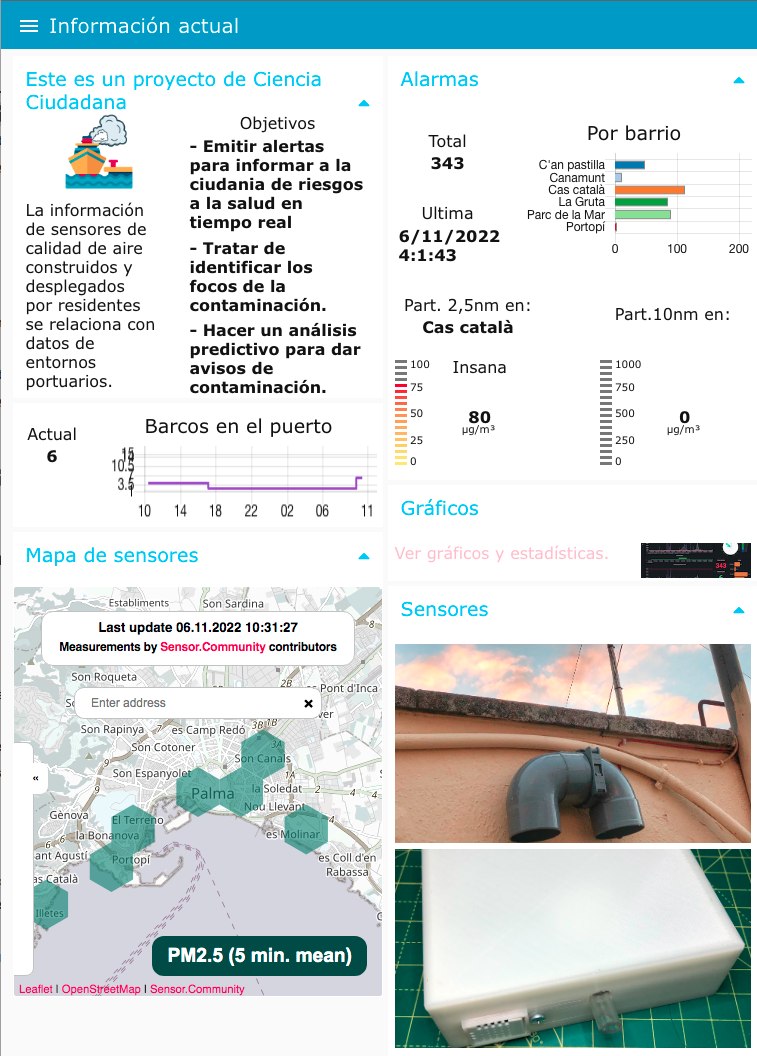 Información actual
Este es un proyecto de Ciencia
Ciudadana
La información
de sensores de
calidad de aire
construidos y
desplegados
por residentes
se relaciona con
datos de
entornos
portuarios.
Objetivos
- Emitir alertas
para informar a la
ciudania de riesgos
a la salud en
tiempo real
- Tratar de
identificar los
focos de la
contaminación.
- Hacer un análisis
predictivo para dar
avisos de
contaminación.
Actual
6
Barcos en el puerto
10.5
3.5
10 14 18 22 02 06 11
Mapa de sensores
Establiments
Son Sardina
Last update 06.11.2022 10:31:27
Measurements by Sensor.Community contributors
Son Roqueta
Pont d'Inca
Enter address ×
Son Rapinya
es Camp Redó
Son Cotoner
Son Canals
«
Son Espanyolet
Palma
la Soledat
Nou Llevant
Gènova
El Terreno
la Bonanova
es Molinar
ant Agustí
Portopí
es Coll d'en
Rabassa
as Català
Illetes
PM2.5 (5 min. mean)
Leaflet | OpenStreetMap | Sensor.Community
Alarmas
Total
343
Ultima
6/11/2022
4:1:43
Por barrio
C'an pastilla
Canamunt
Cas català
La Gruta
Parc de la Mar
Portopí
0 100 200
Part. 2,5nm en:
Cas català
100
75
50
25
0
Insana
80
µg/m³
Part.10nm en:
1000
750
500
250
0
0
µg/m³
Gráficos
Ver gráficos y estadísticas.
343
Sensores